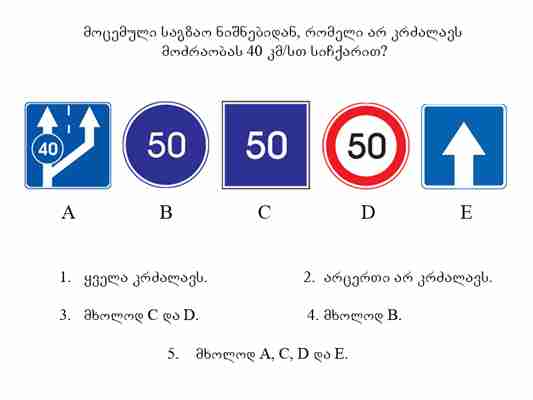 მოცემული საგზაო ნიშნებიდან, რომელი არ კრძალავს
მოძრაობას 40 კმ/სთ სიჩქარით?
40
50
50
50
A B C D E
1. ყველა კრძალავს. 2. არცერთი არ კრძალავს.
3. მხოლოდ C და D. 4. მხოლოდ B.
5. მხოლოდ A, C, D და E.